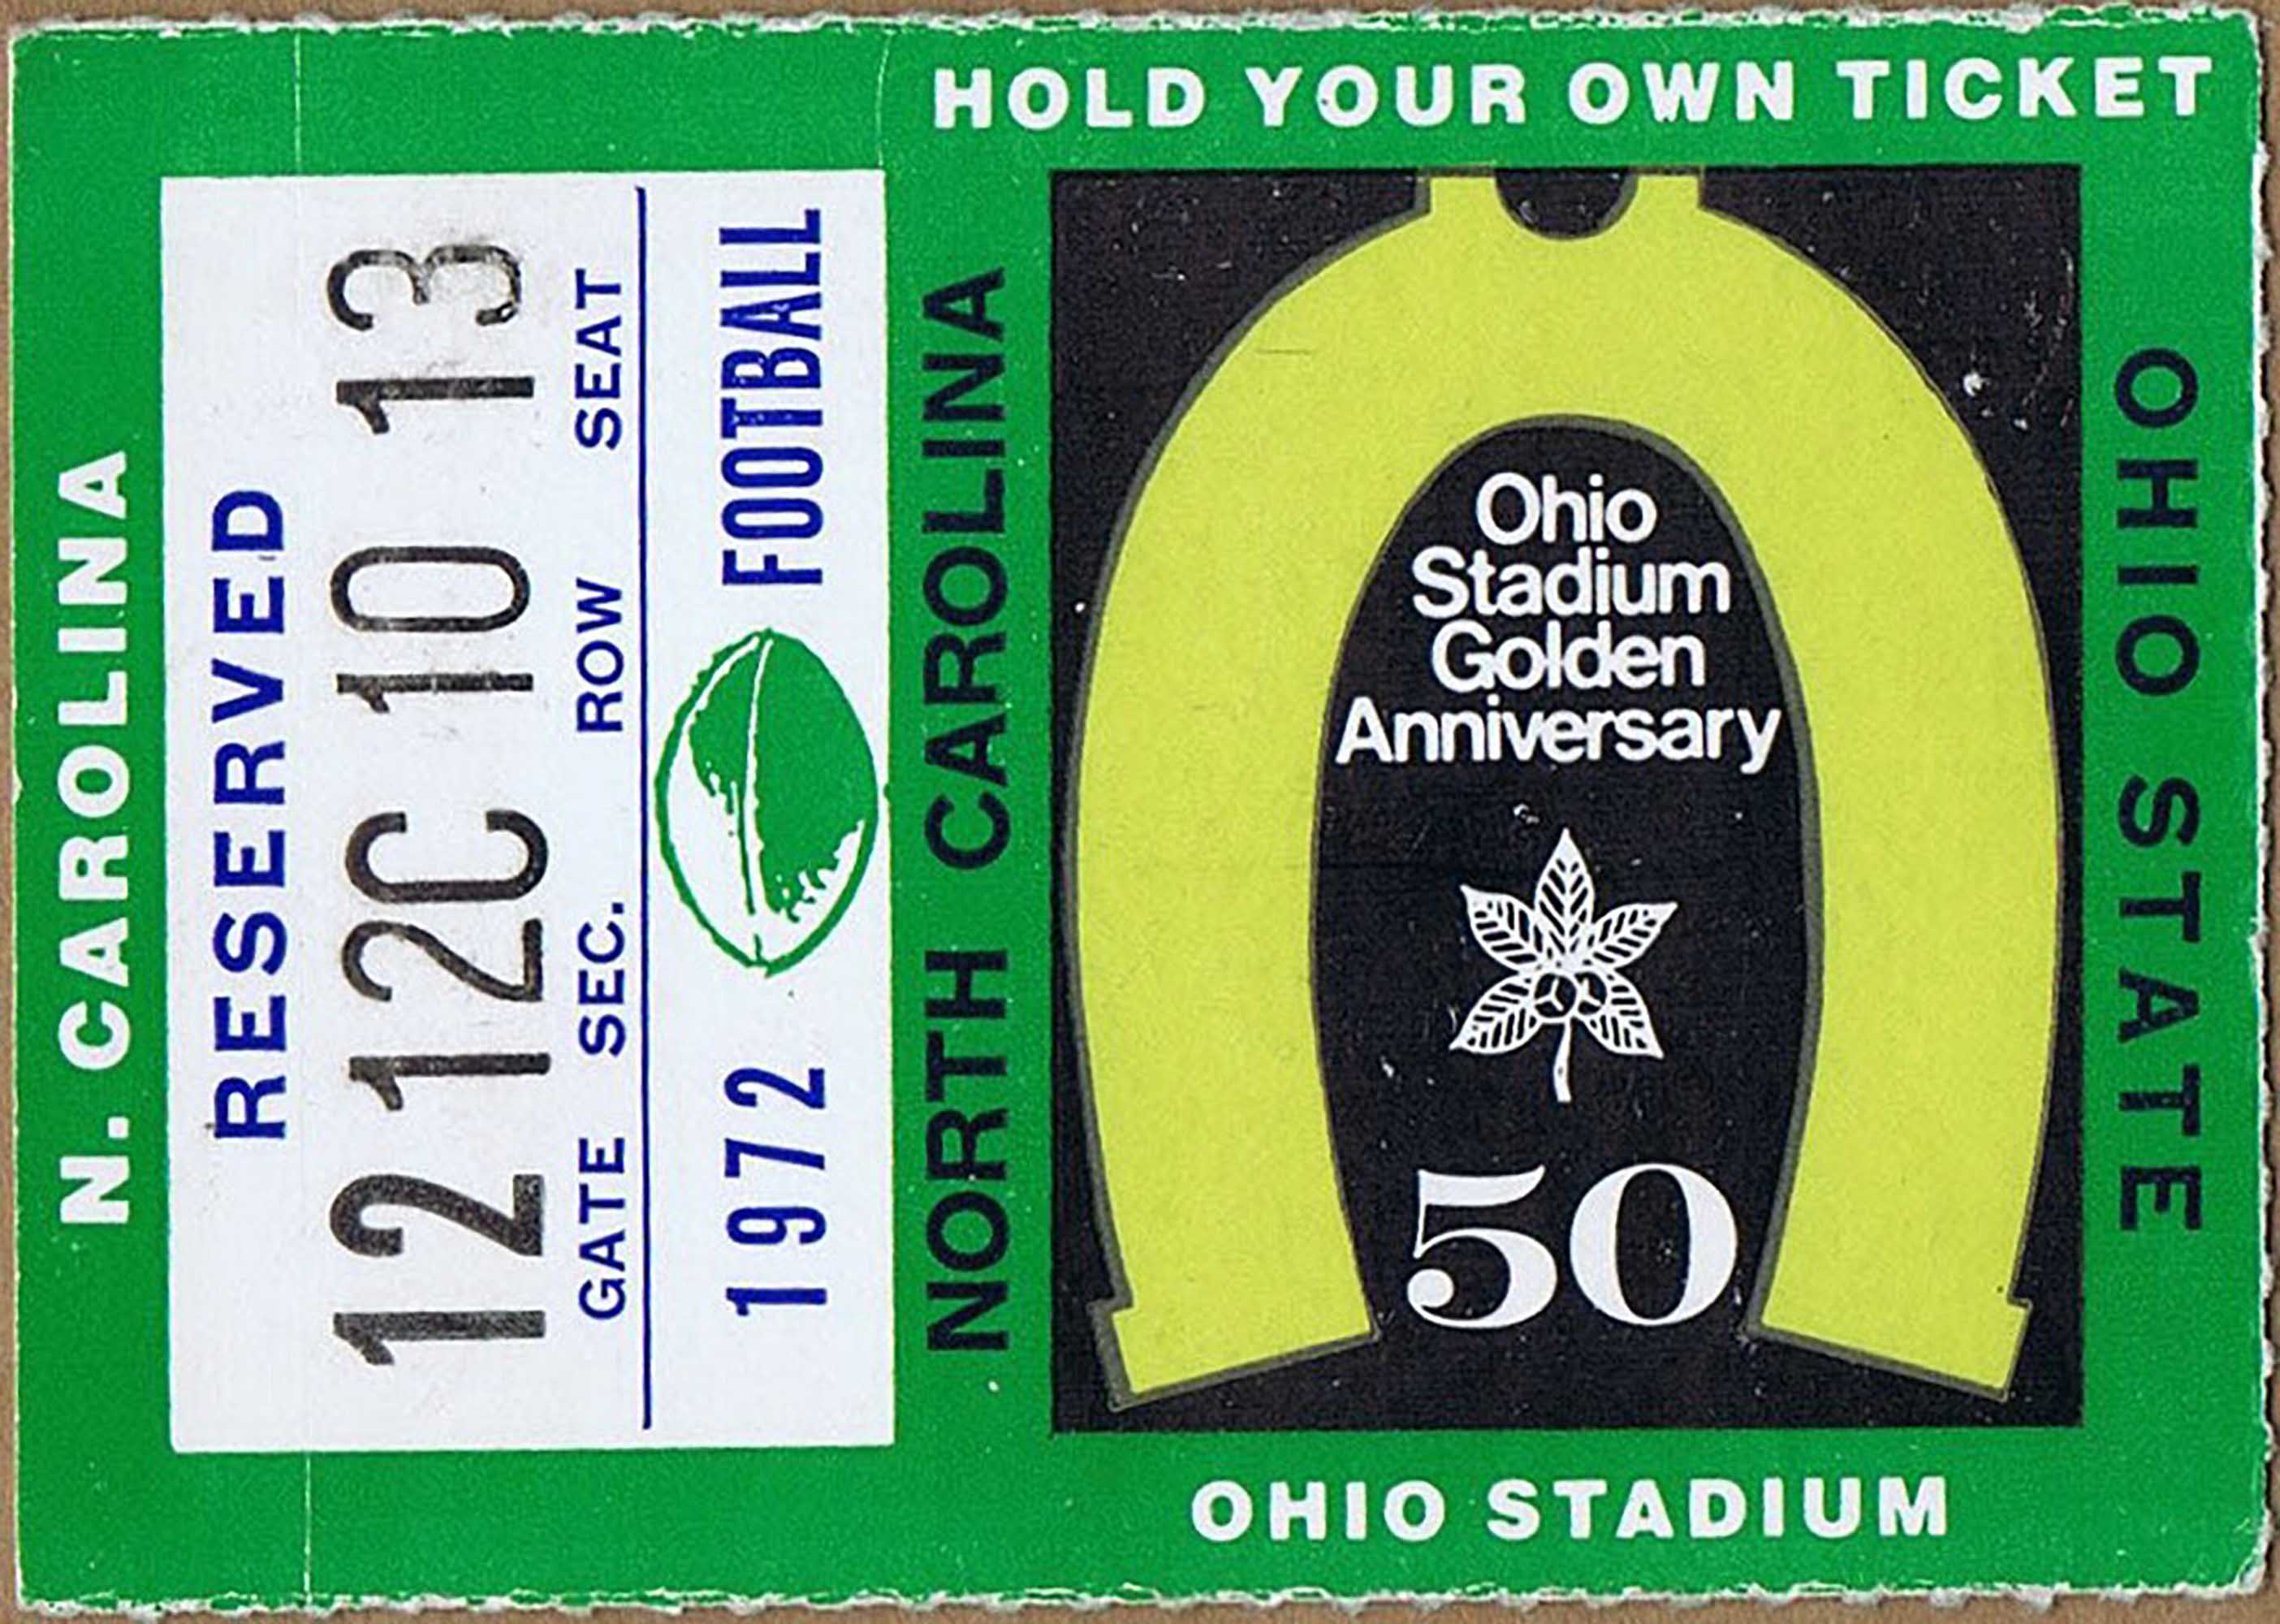 N. CAROLINA
RESERVED
12 12C 10 13
GATE SEC. ROW SEAT
1972 FOOTBALL
HOLD YOUR OWN TICKET
NORTH CAROLINA
Ohio
Stadium
Golden
Anniversary
50
OHIO STATE
OHIO STADIUM